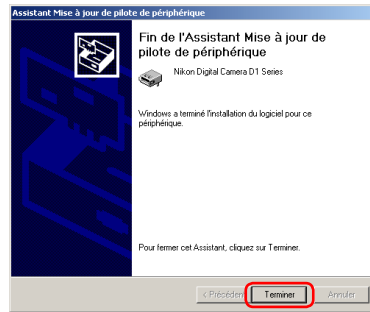 Assistant Mise à jour de pilote de périphérique
Fin de l'Assistant Mise à jour de
pilote de périphérique
Nikon Digital Camera D1 Series
Windows a terminé l'installation du logiciel pour ce
périphérique.
Pour fermer cet Assistant, cliquez sur Terminer.
< Précédent Terminer Annuler